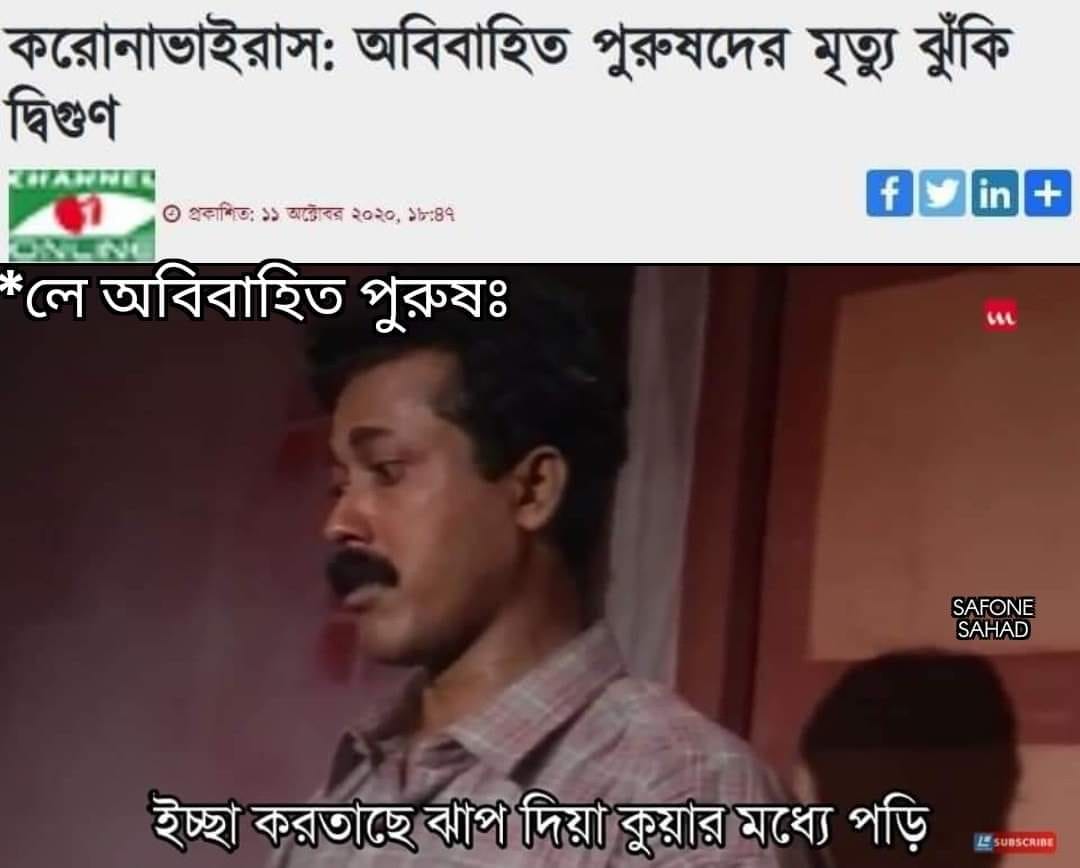 করোনাভাইরাস: অবিবাহিত পুরুষদের মৃত্যু ঝুঁকি
দ্বিগুণ
CHANNEL
ONLINE
প্রকাশিত: ১১ অক্টোবর ২০২০, ১৮:৪৭
*লে অবিবাহিত পুরুষঃ
SAFONE
SAHAD
ইচ্ছা করতাছে ঝাপ দিয়া কুয়ার মধ্যে পড়ি
SUBSCRIBE